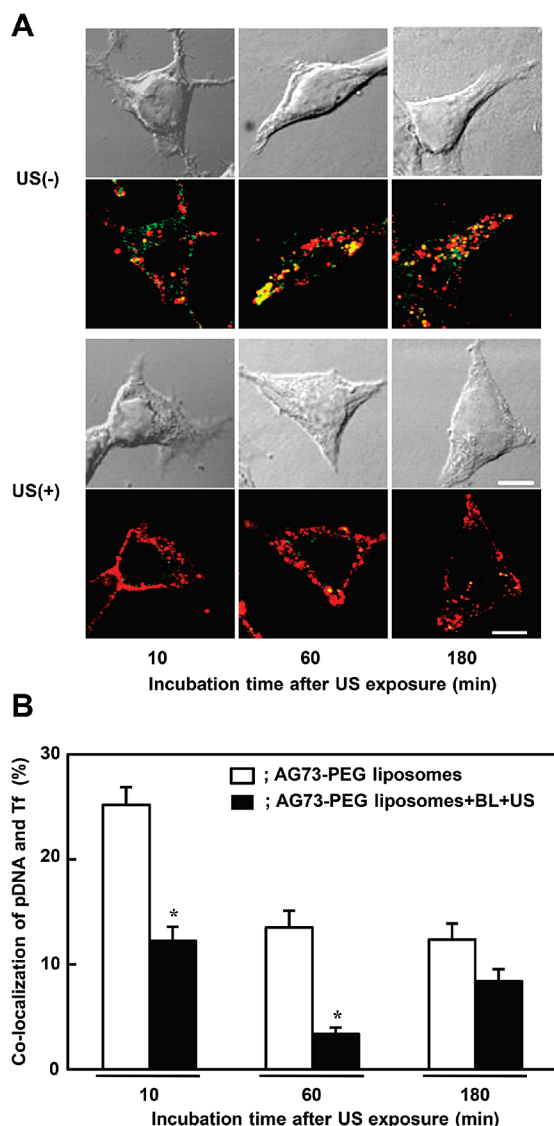 A
US(-)
US(+)
10 60 180
Incubation time after US exposure (min)
B
Co-localization of pDNA and Tf (%)
30
20
10
0
; AG73-PEG liposomes
; AG73-PEG liposomes+BL+US
*
*
10 60 180
Incubation time after US exposure (min)